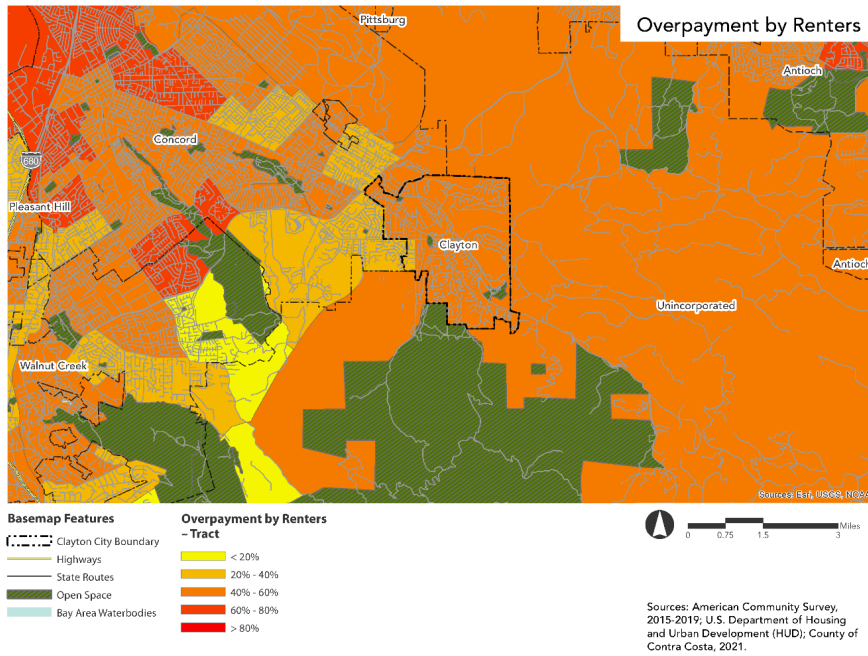 Overpayment by Renters
Pittsburg
Antioch
Concord
680
Pleasant Hill
Clayton
Antioch
Unincorporated
Walnut Creek
Sources: Esri, USGS, NOAA
Basemap Features
Clayton City Boundary
Highways
State Routes
Open Space
Bay Area Waterbodies
Overpayment by Renters
– Tract
< 20%
20% - 40%
40% - 60%
60% - 80%
> 80%
0 0.75 1.5 3 Miles
Sources: American Community Survey,
2015-2019; U.S. Department of Housing
and Urban Development (HUD); County of
Contra Costa, 2021.